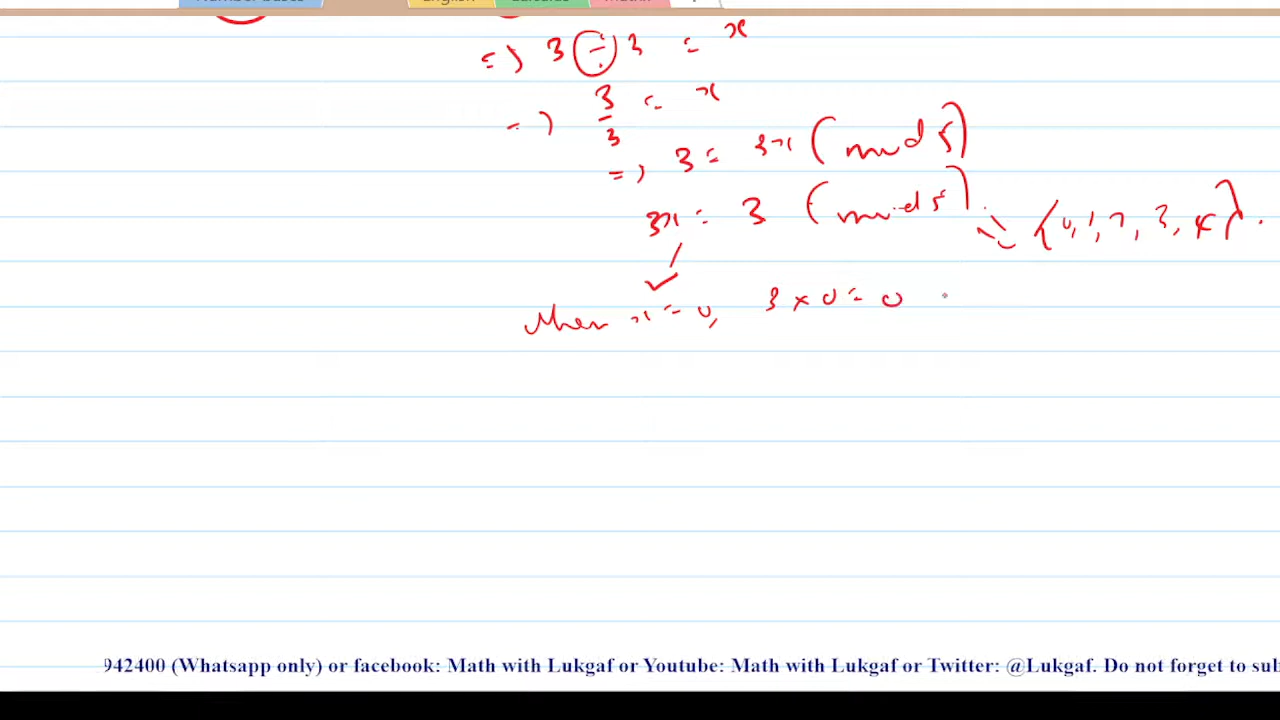 =) 3 ÷ 3 = x
=) 3/3 = x
=) 3 = 3x (mod 5)
3x = 3 (mod 5). {0, 1, 2, 3, 4}.
When x = 0, 3 x 0 = 0
942400 (Whatsapp only) or facebook: Math with Lukgaf or Youtube: Math with Lukgaf or Twitter: @Lukgaf. Do not forget to sul